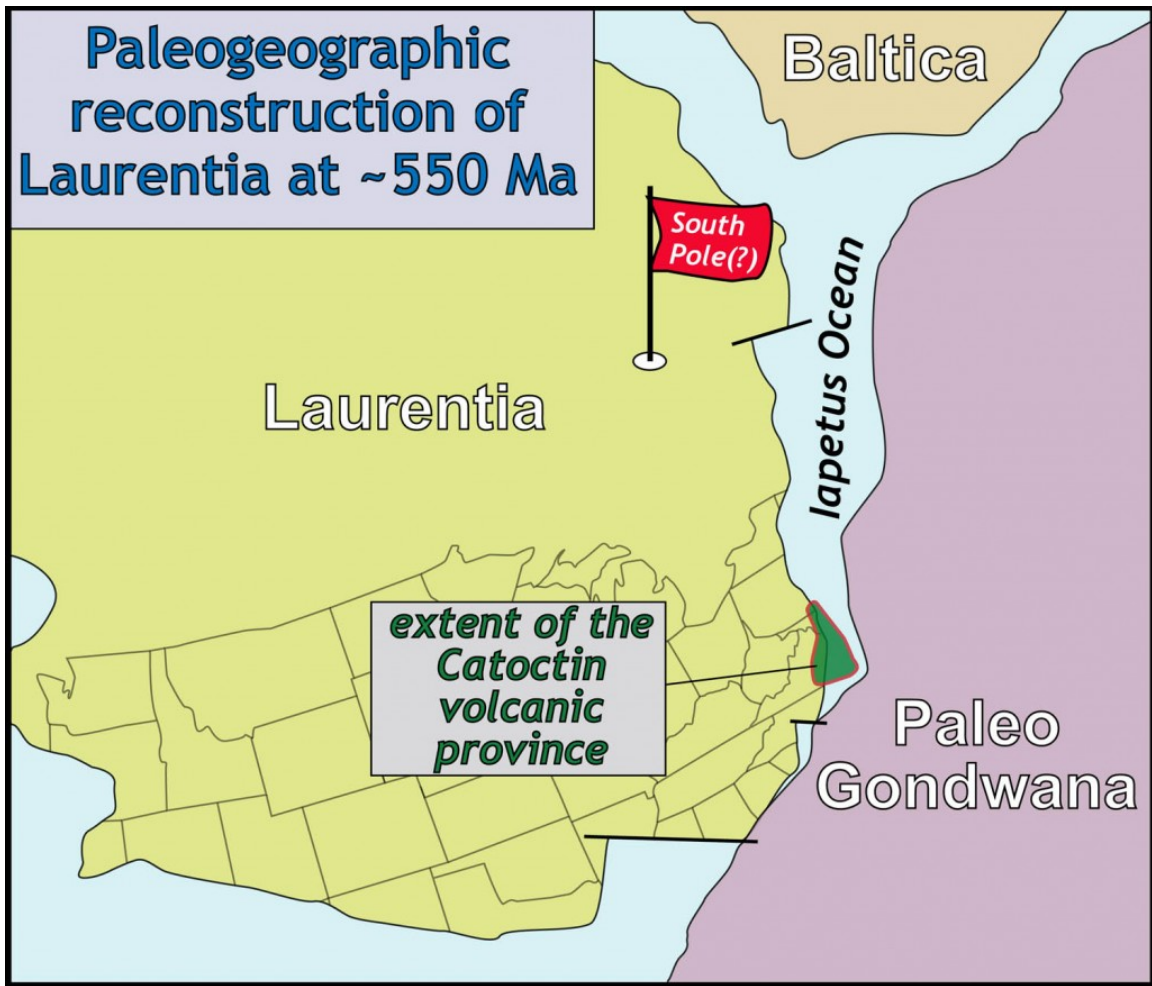 Paleogeographic
reconstruction of
Laurentia at ~550 Ma
Baltica
South
Pole(?)
Iapetus Ocean
Laurentia
extent of the
Catoctin
volcanic
province
Paleo
Gondwana